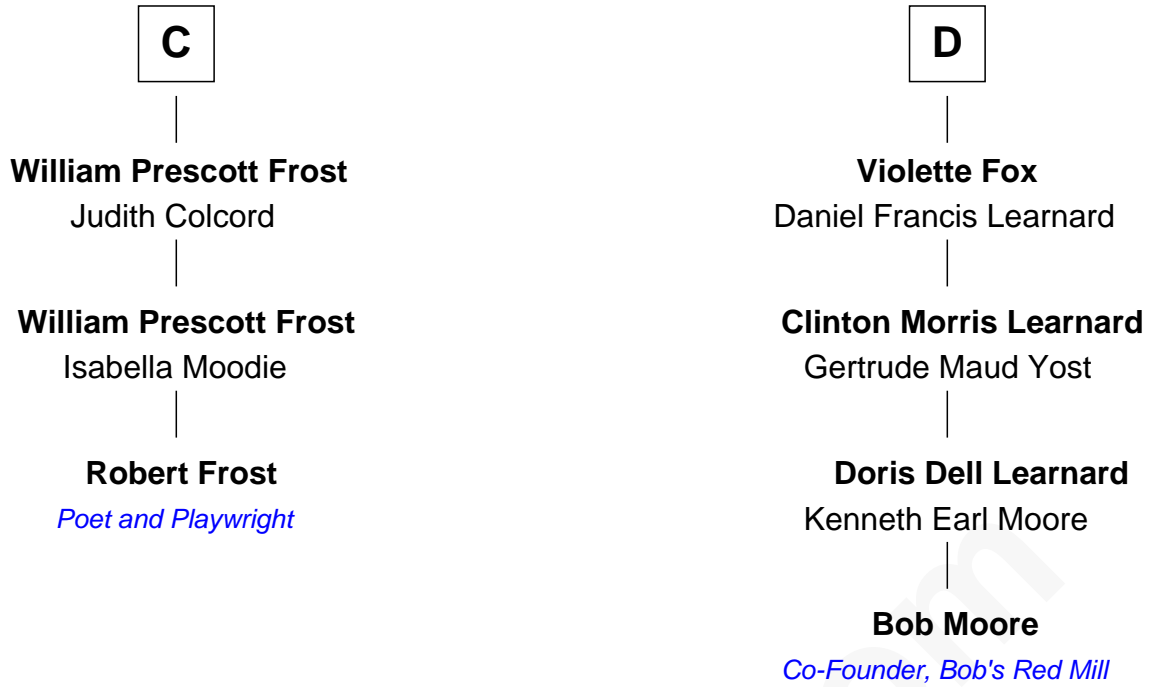 C
William Prescott Frost
Judith Colcord
William Prescott Frost
Isabella Moodie
Robert Frost
Poet and Playwright
D
Violette Fox
Daniel Francis Learnard
Clinton Morris Learnard
Gertrude Maud Yost
Doris Dell Learnard
Kenneth Earl Moore
Bob Moore
Co-Founder, Bob's Red Mill